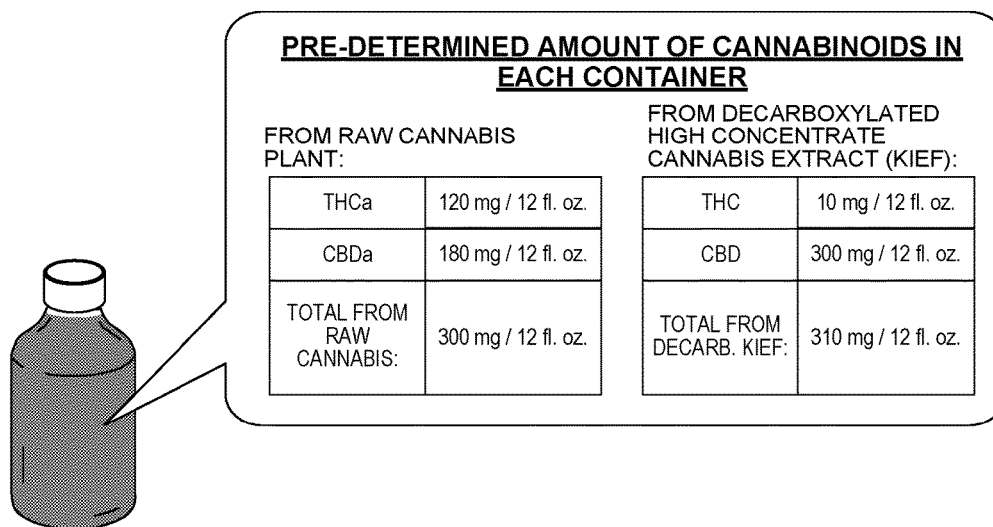 PRE-DETERMINED AMOUNT OF CANNABINOIDS IN
EACH CONTAINER
FROM RAW CANNABIS
PLANT:
THCa 120 mg / 12 fl. oz.
CBDa 180 mg / 12 fl. oz.
TOTAL FROM
RAW
CANNABIS:
300 mg / 12 fl. oz.
FROM DECARBOXYLATED
HIGH CONCENTRATE
CANNABIS EXTRACT (KIEF):
THC 10 mg / 12 fl. oz.
CBD 300 mg / 12 fl. oz.
TOTAL FROM
DECARB. KIEF:
310 mg / 12 fl. oz.